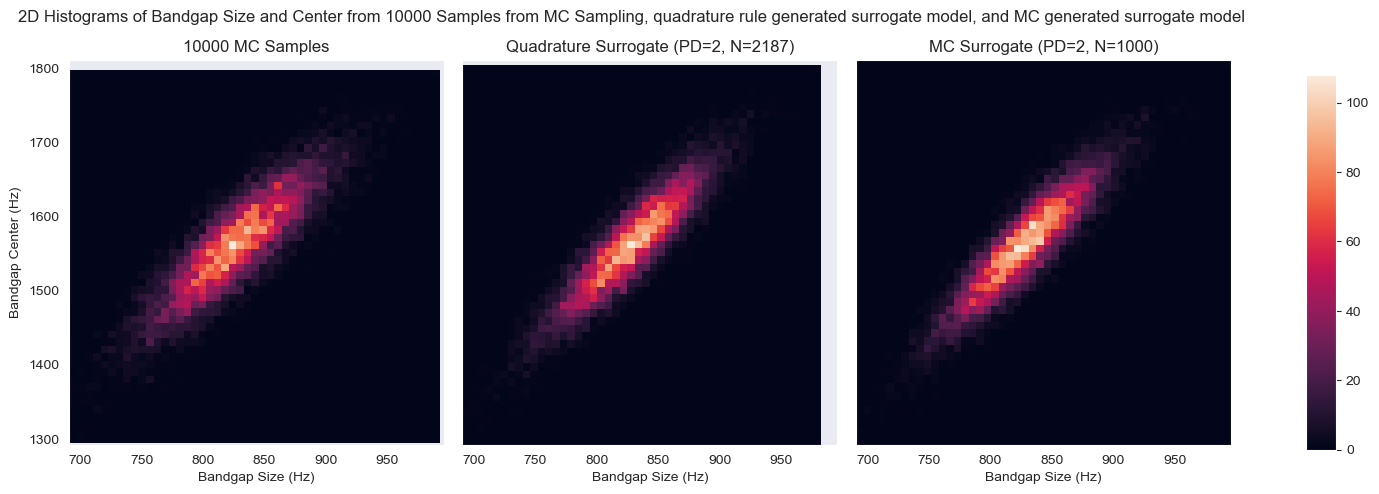 2D Histograms of Bandgap Size and Center from 10000 Samples from MC Sampling, quadrature rule generated surrogate model, and MC generated surrogate model
10000 MC Samples
Quadrature Surrogate (PD=2, N=2187)
MC Surrogate (PD=2, N=1000)
Bandgap Center (Hz)
1800
1700
1600
1500
1400
1300
700 750 800 850 900 950
Bandgap Size (Hz)
700 750 800 850 900 950
Bandgap Size (Hz)
700 750 800 850 900 950
Bandgap Size (Hz)
100
80
60
40
20
0